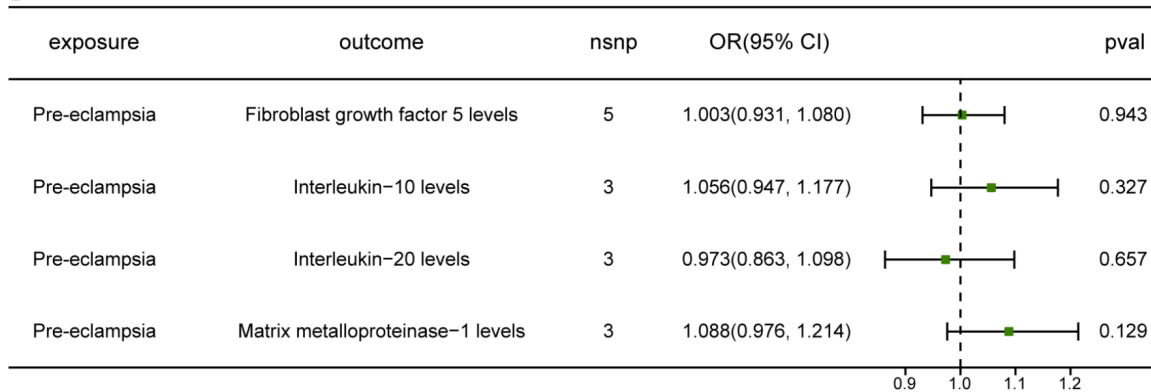 exposure outcome nsnp OR(95% CI) pval
Pre-eclampsia Fibroblast growth factor 5 levels 5 1.003(0.931, 1.080) 0.943
Pre-eclampsia Interleukin−10 levels 3 1.056(0.947, 1.177) 0.327
Pre-eclampsia Interleukin−20 levels 3 0.973(0.863, 1.098) 0.657
Pre-eclampsia Matrix metalloproteinase−1 levels 3 1.088(0.976, 1.214) 0.129
0.9 1.0 1.1 1.2